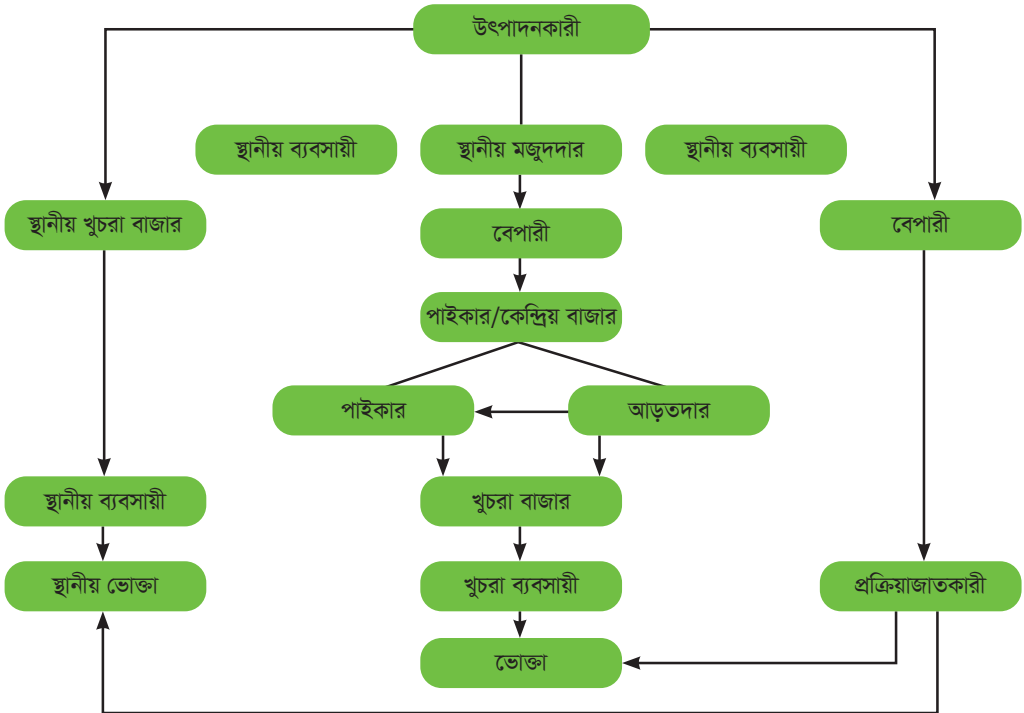 উৎপাদনকারী
স্থানীয় ব্যবসায়ী
স্থানীয় মজুদদার
স্থানীয় ব্যবসায়ী
স্থানীয় খুচরা বাজার
বেপারী
বেপারী
পাইকার/কেন্দ্রিয় বাজার
পাইকার
আড়তদার
স্থানীয় ব্যবসায়ী
খুচরা বাজার
স্থানীয় ভোক্তা
খুচরা ব্যবসায়ী
প্রক্রিয়াজাতকারী
ভোক্তা